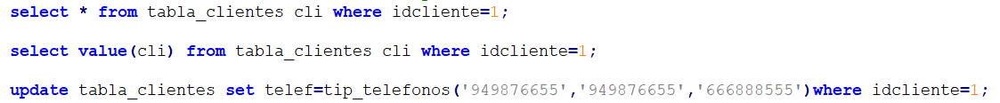 select * from tabla_clientes cli where idcliente=1;
select value(cli) from tabla_clientes cli where idcliente=1;
update tabla_clientes set telef=tip_telefonos('949876655','949876655','666888555')where idcliente=1;